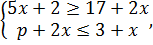 {5x + 2 ≥ 17 + 2x
p + 2x ≤ 3 + x ,